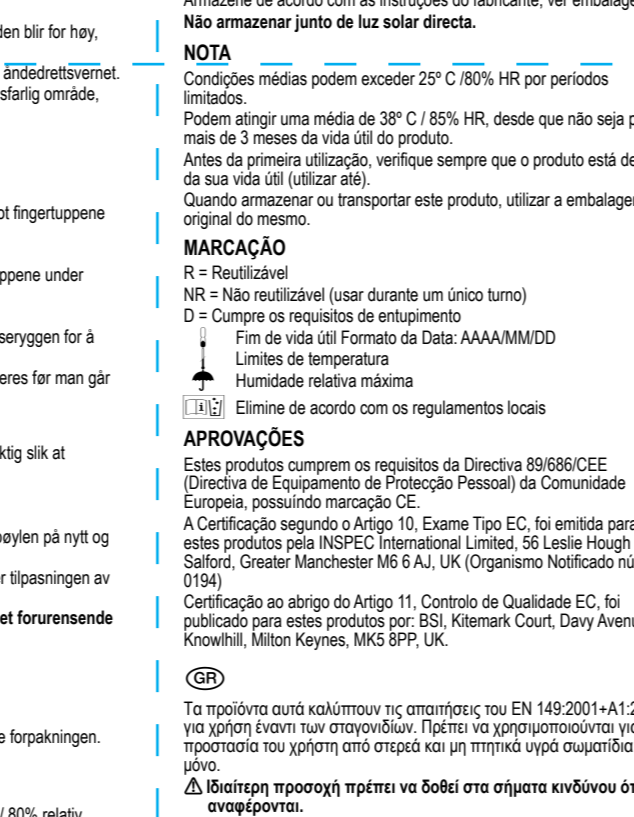 den blir for høy,
åndedrettsvernet.
sfarlig område,
ot fingertuppene
ppene under
seryggen for å
eres før man går
ktig slik at
bøylen på nytt og
r tilpasningen av
et forurensende
e forpakningen.
/ 80% relativ
Armazene de acordo com as instruções do fabricante, ver embalage
Não armazenar junto de luz solar directa.
NOTA
Condições médias podem exceder 25º C /80% HR por períodos
limitados.
Podem atingir uma média de 38º C / 85% HR, desde que não seja p
mais de 3 meses da vida útil do produto.
Antes da primeira utilização, verifique sempre que o produto está de
da sua vida útil (utilizar até).
Quando armazenar ou transportar este produto, utilizar a embalagem
original do mesmo.
MARCAÇÃO
R = Reutilizável
NR = Não reutilizável (usar durante um único turno)
D = Cumpre os requisitos de entupimento
Fim de vida útil Formato da Data: AAAA/MM/DD
Limites de temperatura
Humidade relativa máxima
Elimine de acordo com os regulamentos locais
APROVAÇÕES
Estes produtos cumprem os requisitos da Directiva 89/686/CEE
(Directiva de Equipamento de Protecção Pessoal) da Comunidade
Europeia, possuíndo marcação CE.
A Certificação segundo o Artigo 10, Exame Tipo EC, foi emitida para
estes produtos pela INSPEC International Limited, 56 Leslie Hough
Salford, Greater Manchester M6 6 AJ, UK (Organismo Notificado nú
0194)
Certificação ao abrigo do Artigo 11, Controlo de Qualidade EC, foi
publicado para estes produtos por: BSI, Kitemark Court, Davy Avenu
Knowlhill, Milton Keynes, MK5 8PP, UK.
GR
Τα προϊόντα αυτά καλύπτουν τις απαιτήσεις του EN 149:2001+A1:2
για χρήση έναντι των σταγονιδίων. Πρέπει να χρησιμοποιούνται για
προστασία του χρήστη από στερεά και μη πτητικά υγρά σωματίδια
μόνο.
⚠ Ιδιαίτερη προσοχή πρέπει να δοθεί στα σήματα κινδύνου ότ
αναφέρονται.